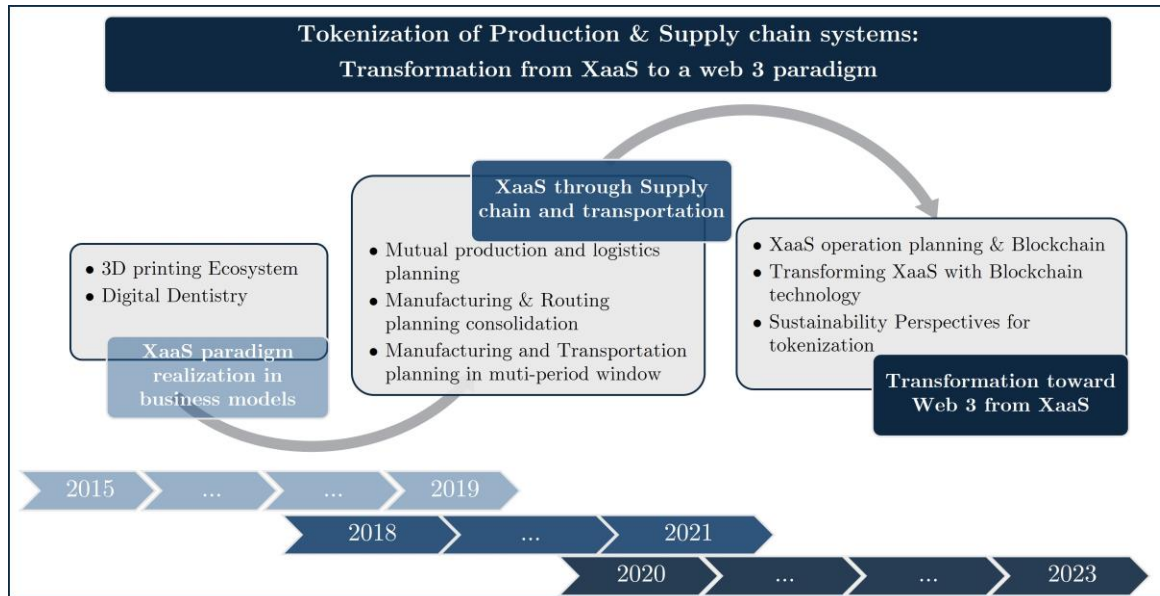 Tokenization of Production & Supply chain systems:
Transformation from XaaS to a web 3 paradigm
• 3D printing Ecosystem
• Digital Dentistry
XaaS paradigm
realization in
business models
XaaS through Supply
chain and transportation
• Mutual production and logistics
planning
• Manufacturing & Routing
planning consolidation
• Manufacturing and Transportation
planning in muti-period window
• XaaS operation planning & Blockchain
• Transforming XaaS with Blockchain
technology
• Sustainability Perspectives for
tokenization
Transformation toward
Web 3 from XaaS
2015 ... ... 2019
2018 ... 2021
2020 ... ... 2023